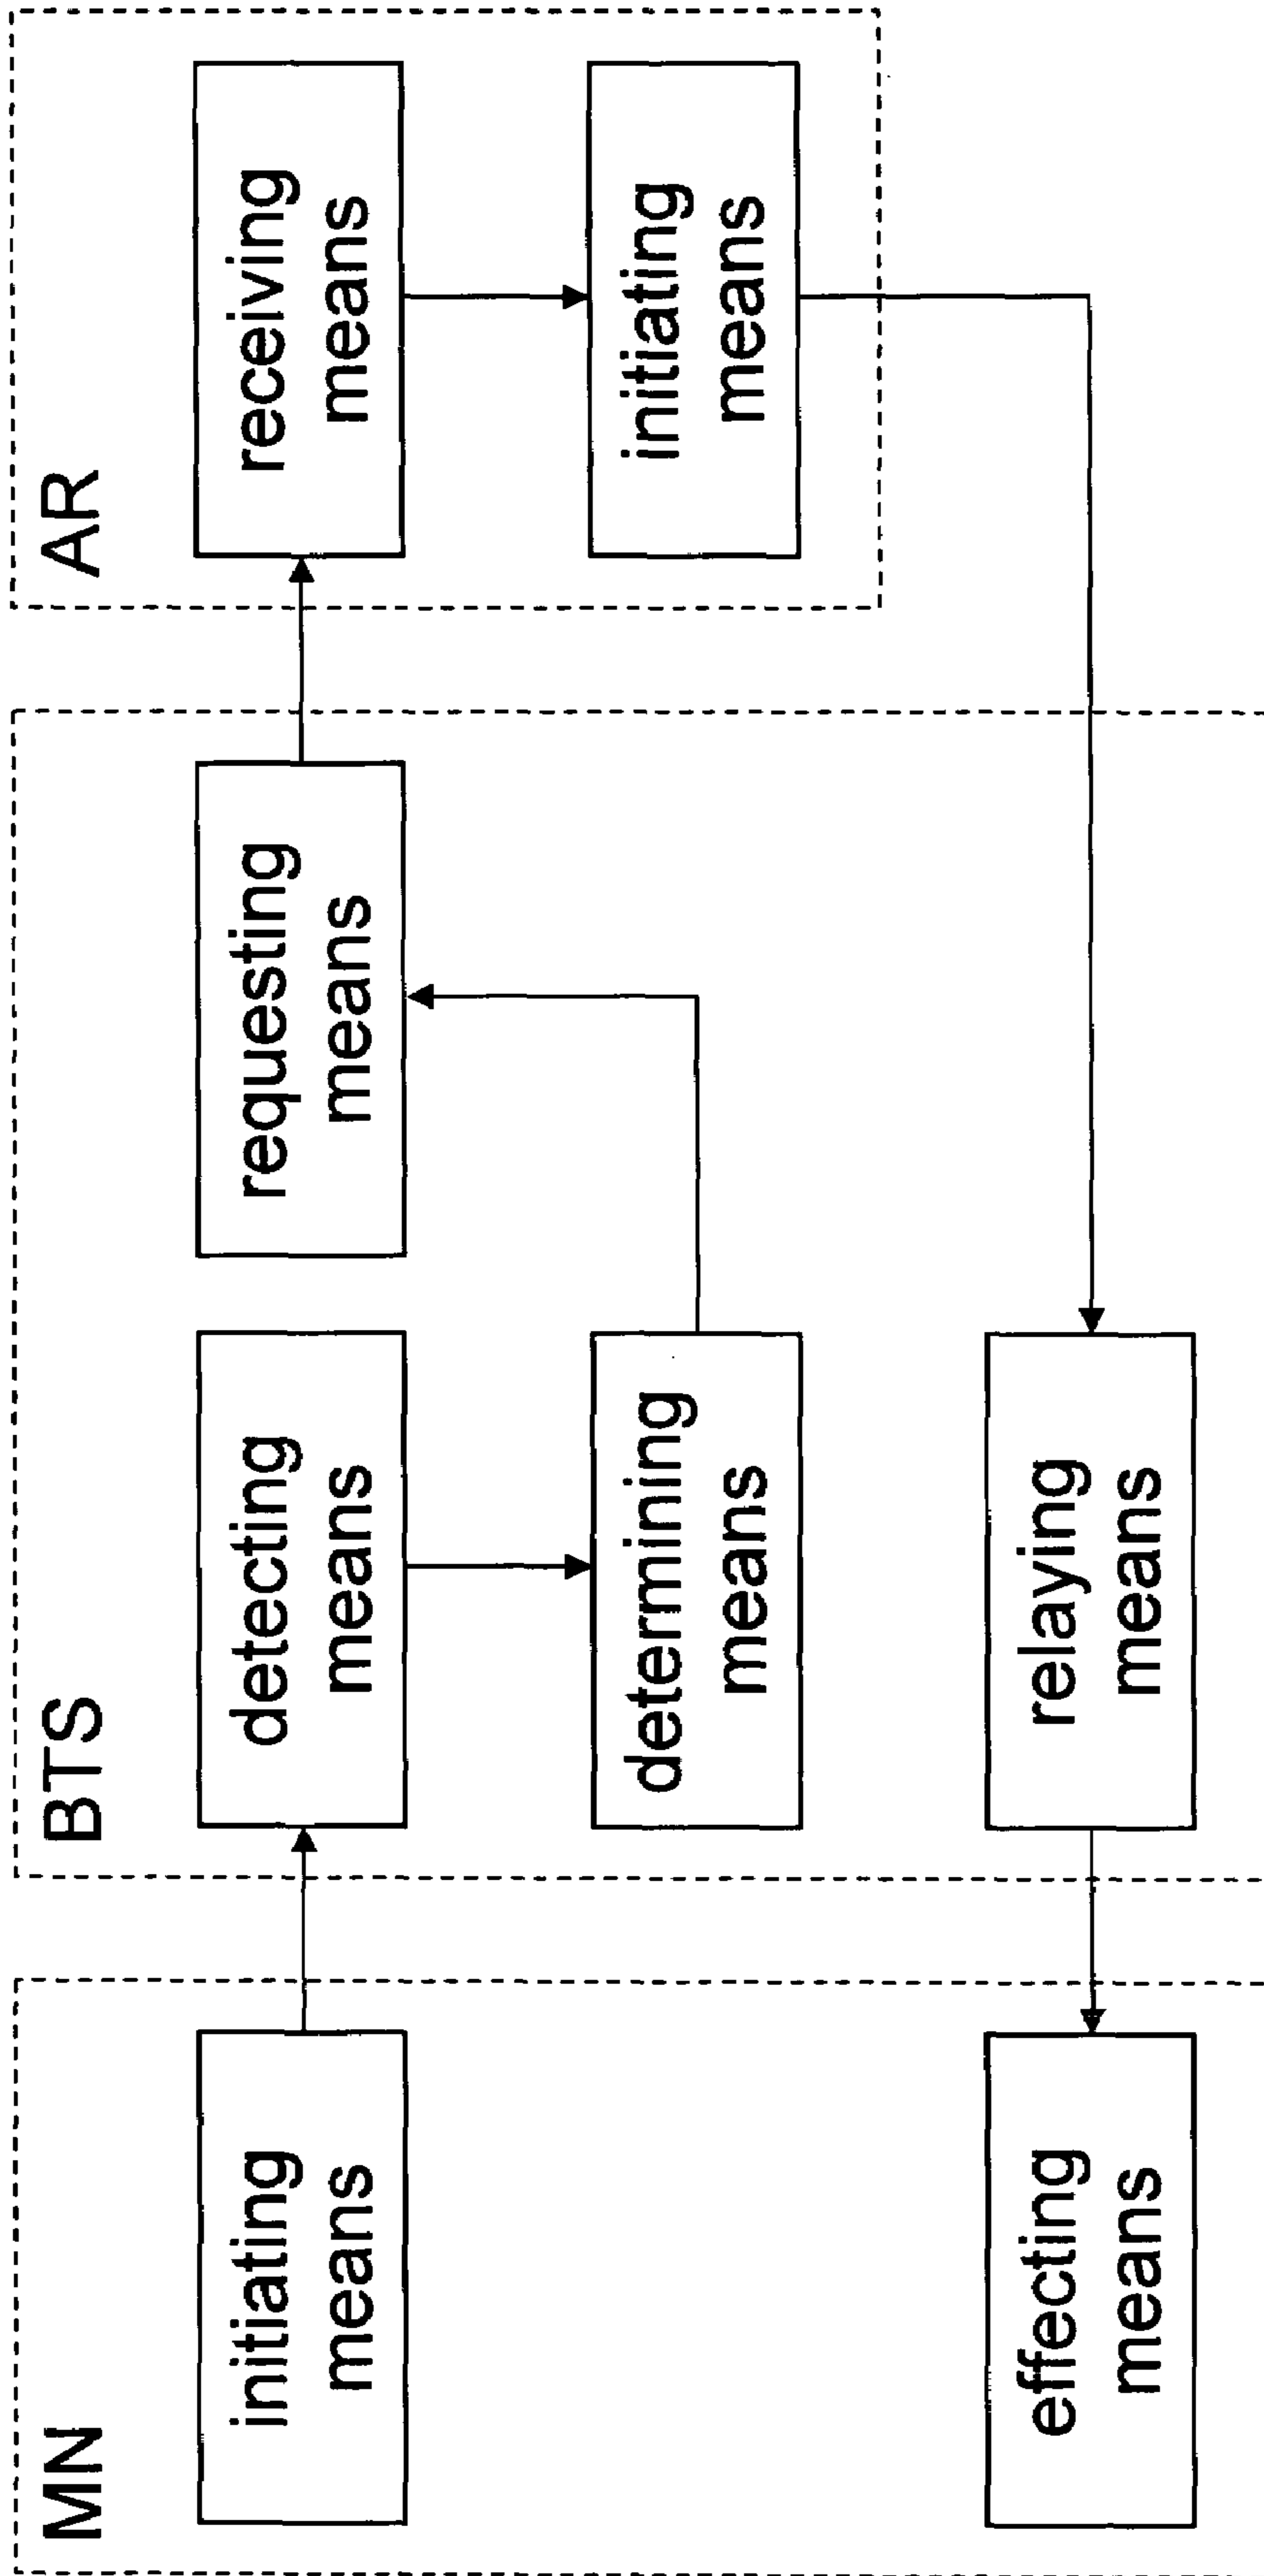 MN
initiating
means
effecting
means
BTS
detecting
means
determining
means
relaying
means
requesting
means
AR
receiving
means
initiating
means